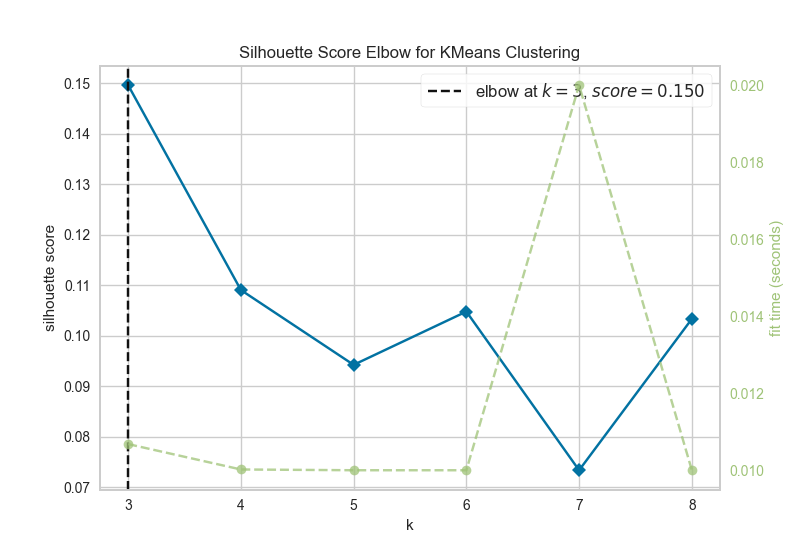 Silhouette Score Elbow for KMeans Clustering
elbow at k = 3, score = 0.150
silhouette score
0.15
0.14
0.13
0.12
0.11
0.10
0.09
0.08
0.07
0.020
0.018
0.016
0.014
0.012
0.010
fit time (seconds)
3 4 5 6 7 8
k